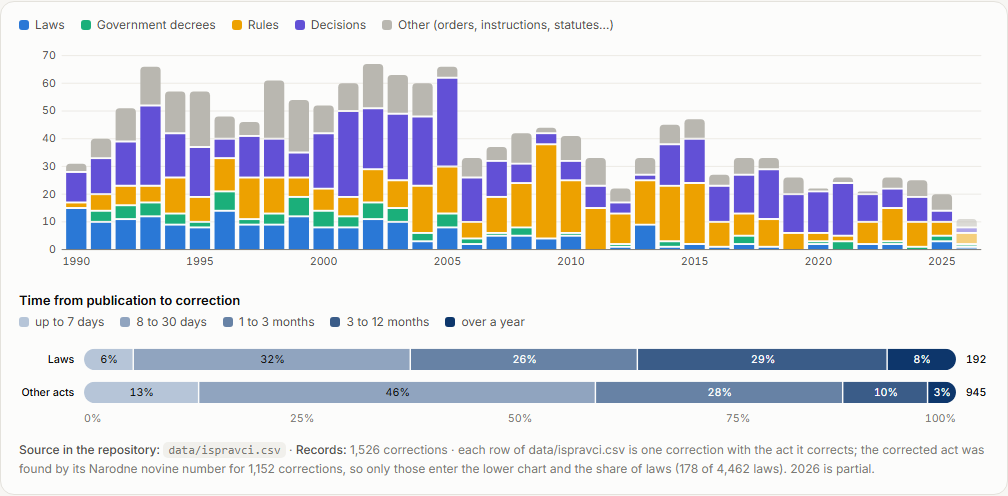 Laws Government decrees Rules Decisions Other (orders, instructions, statutes...)
70
60
50
40
30
20
10
0
1990 1995 2000 2005 2010 2015 2020 2025
Time from publication to correction
up to 7 days 8 to 30 days 1 to 3 months 3 to 12 months over a year
Laws 6% 32% 26% 29% 8% 192
Other acts 13% 46% 28% 10% 3% 945
0% 25% 50% 75% 100%
Source in the repository: data/ispravci.csv · Records: 1,526 corrections · each row of data/ispravci.csv is one correction with the act it corrects; the corrected act was
found by its Narodne novine number for 1,152 corrections, so only those enter the lower chart and the share of laws (178 of 4,462 laws). 2026 is partial.